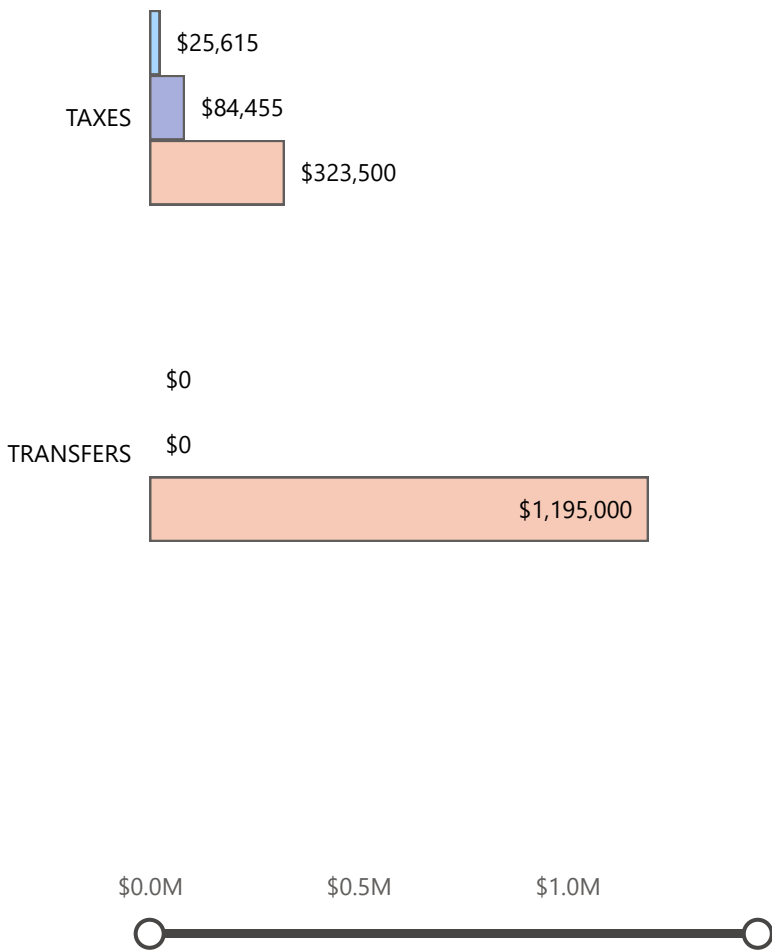 $25,615
TAXES
$84,455
$323,500
$0
TRANSFERS
$0
$1,195,000
$0.0M $0.5M $1.0M